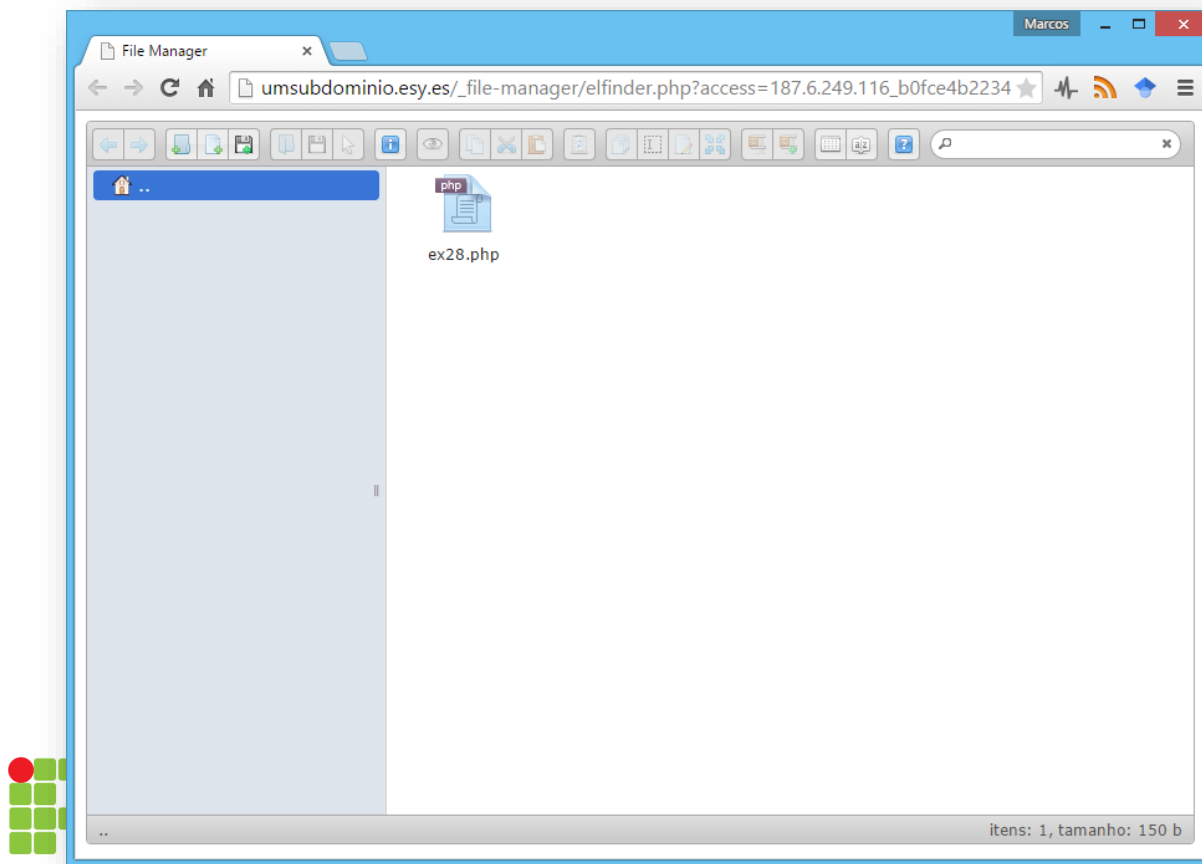 Marcos
File Manager
umsubdominio.esy.es/_file-manager/elfinder.php?access=187.6.249.116_b0fce4b2234
..
php
ex28.php
..
itens: 1, tamanho: 150 b